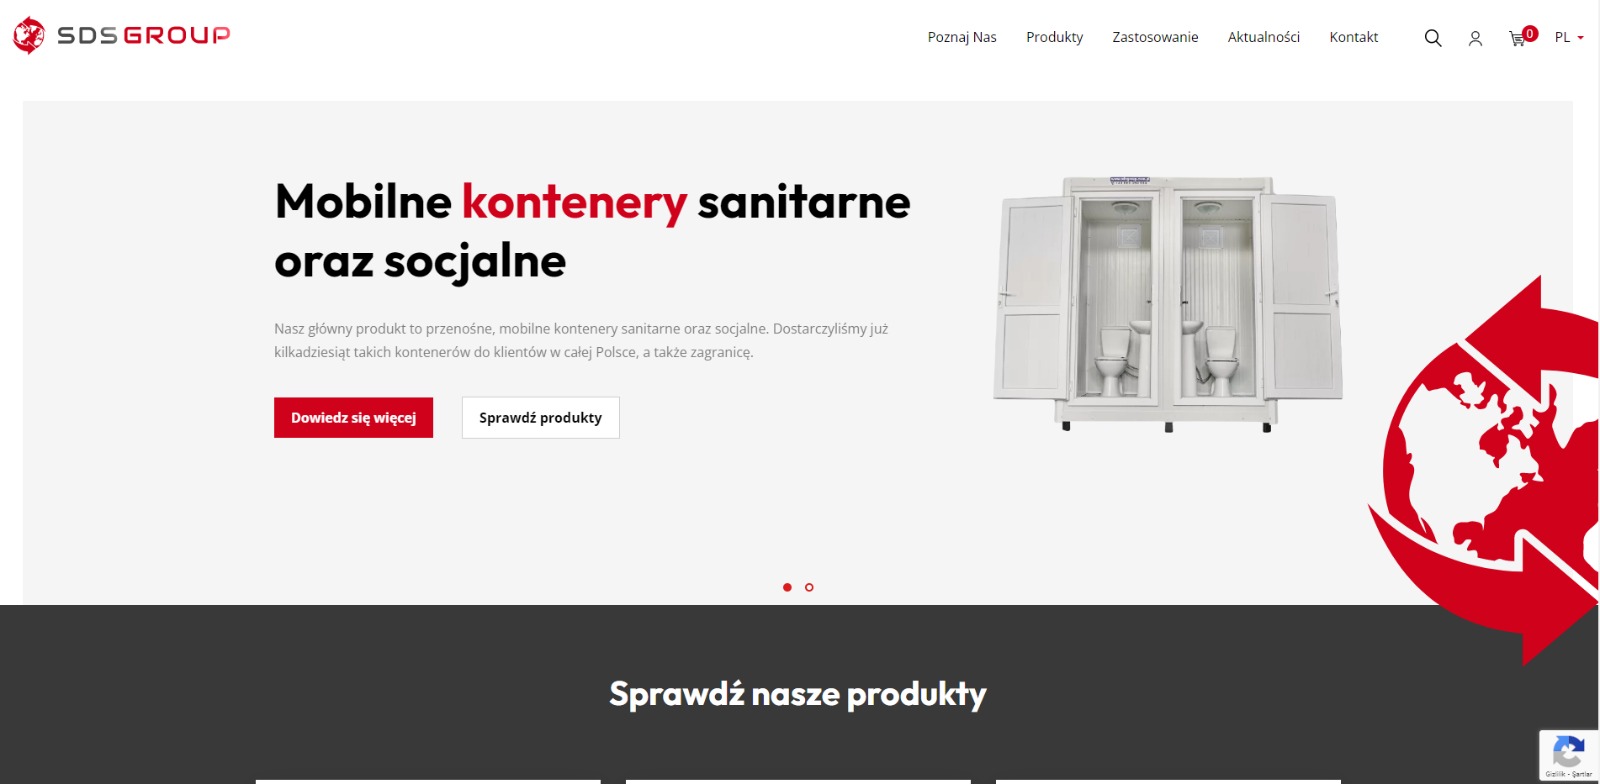 SDSGROUP
Poznaj Nas
Produkty
Zastosowanie
Aktualności
Kontakt
0
PL
Mobilne kontenery sanitarne
oraz socjalne
Nasz główny produkt to przenośne, mobilne kontenery sanitarne oraz socjalne. Dostarczyliśmy już
kilkadziesiąt takich kontenerów do klientów w całej Polsce, a także zagranicę.
Dowiedz się więcej
Sprawdź produkty
Sprawdź nasze produkty
Gizlilik - Şartlar